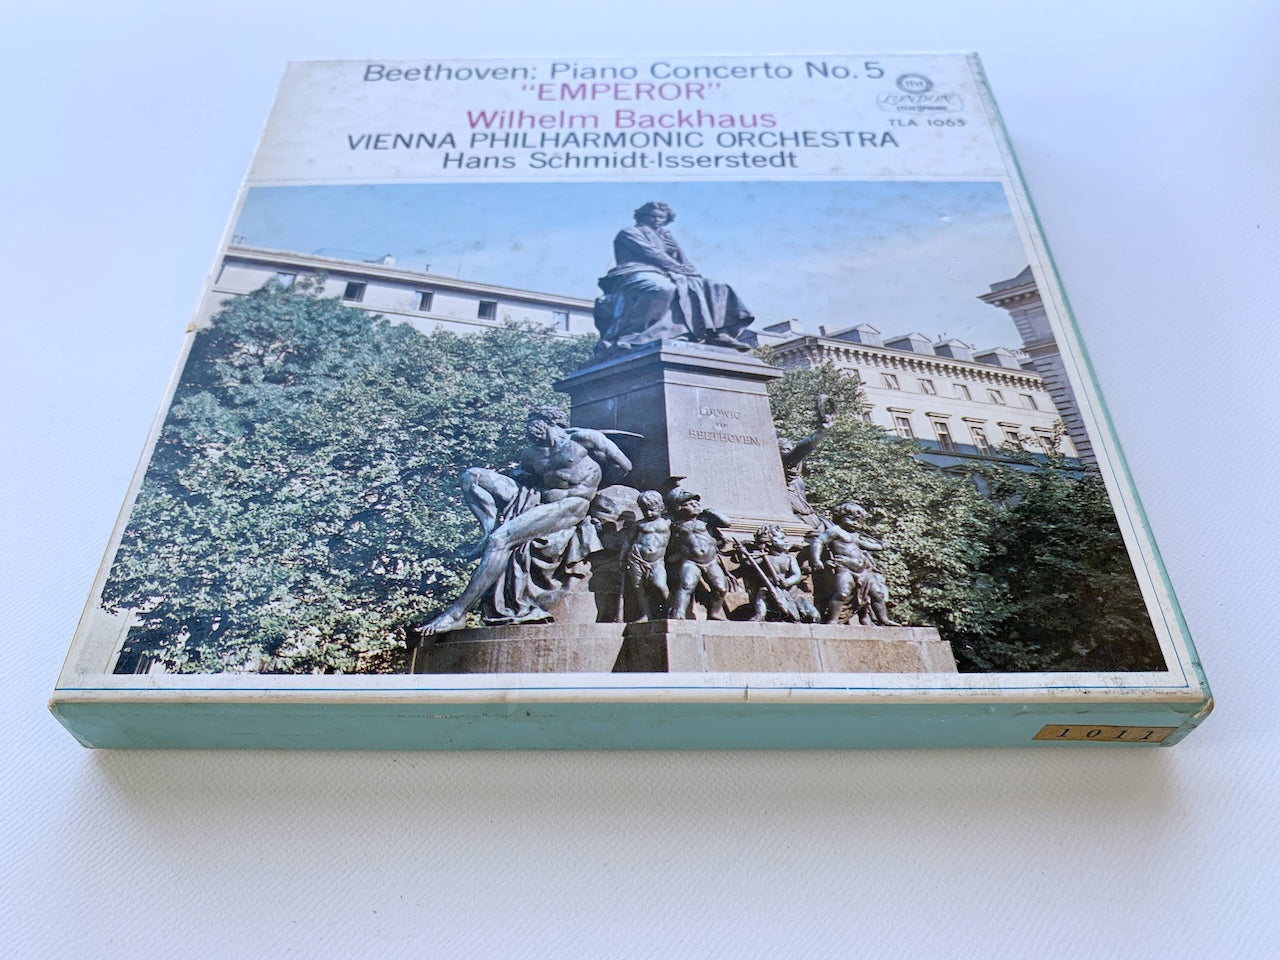 Beethoven: Piano Concerto No. 5
"EMPEROR"
Wilhelm Backhaus
VIENNA PHILHARMONIC ORCHESTRA
Hans Schmidt-Isserstedt
LONDON
TLA 1063
LUDWIG
VAN
BEETHOVEN
1011